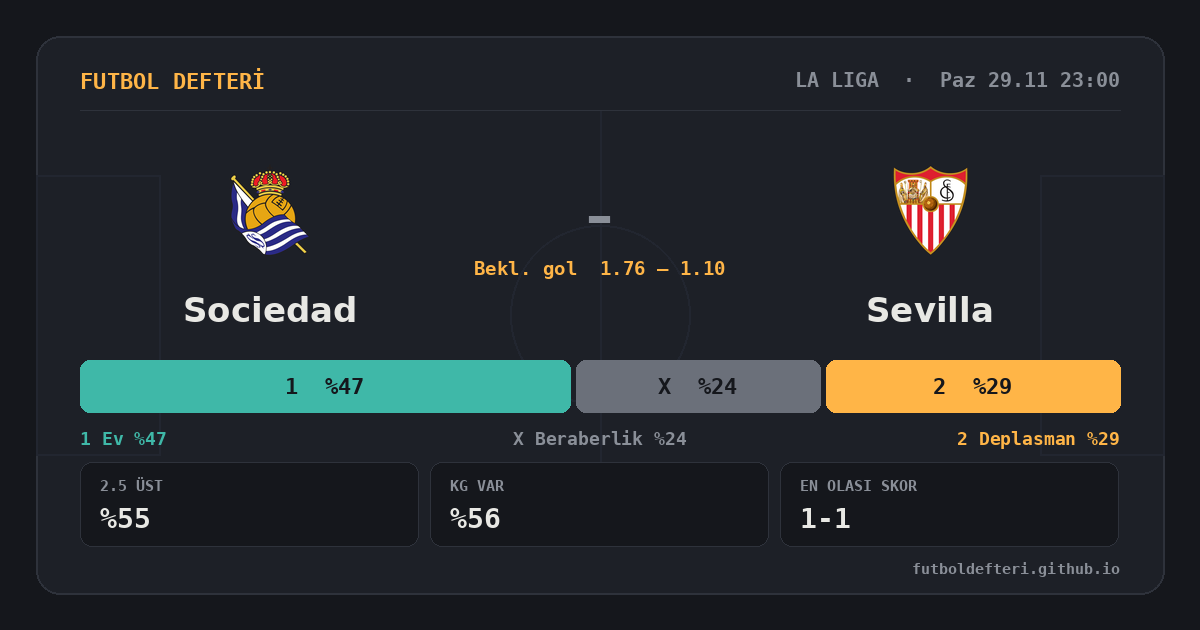 FUTBOL DEFTERİ
LA LIGA · Paz 29.11 23:00
–
Bekl. gol 1.76 – 1.10
Sociedad
Sevilla
1 %47
X %24
2 %29
1 Ev %47
X Beraberlik %24
2 Deplasman %29
2.5 ÜST
KG VAR
EN OLASI SKOR
%55
%56
1-1
futboldefteri.github.io